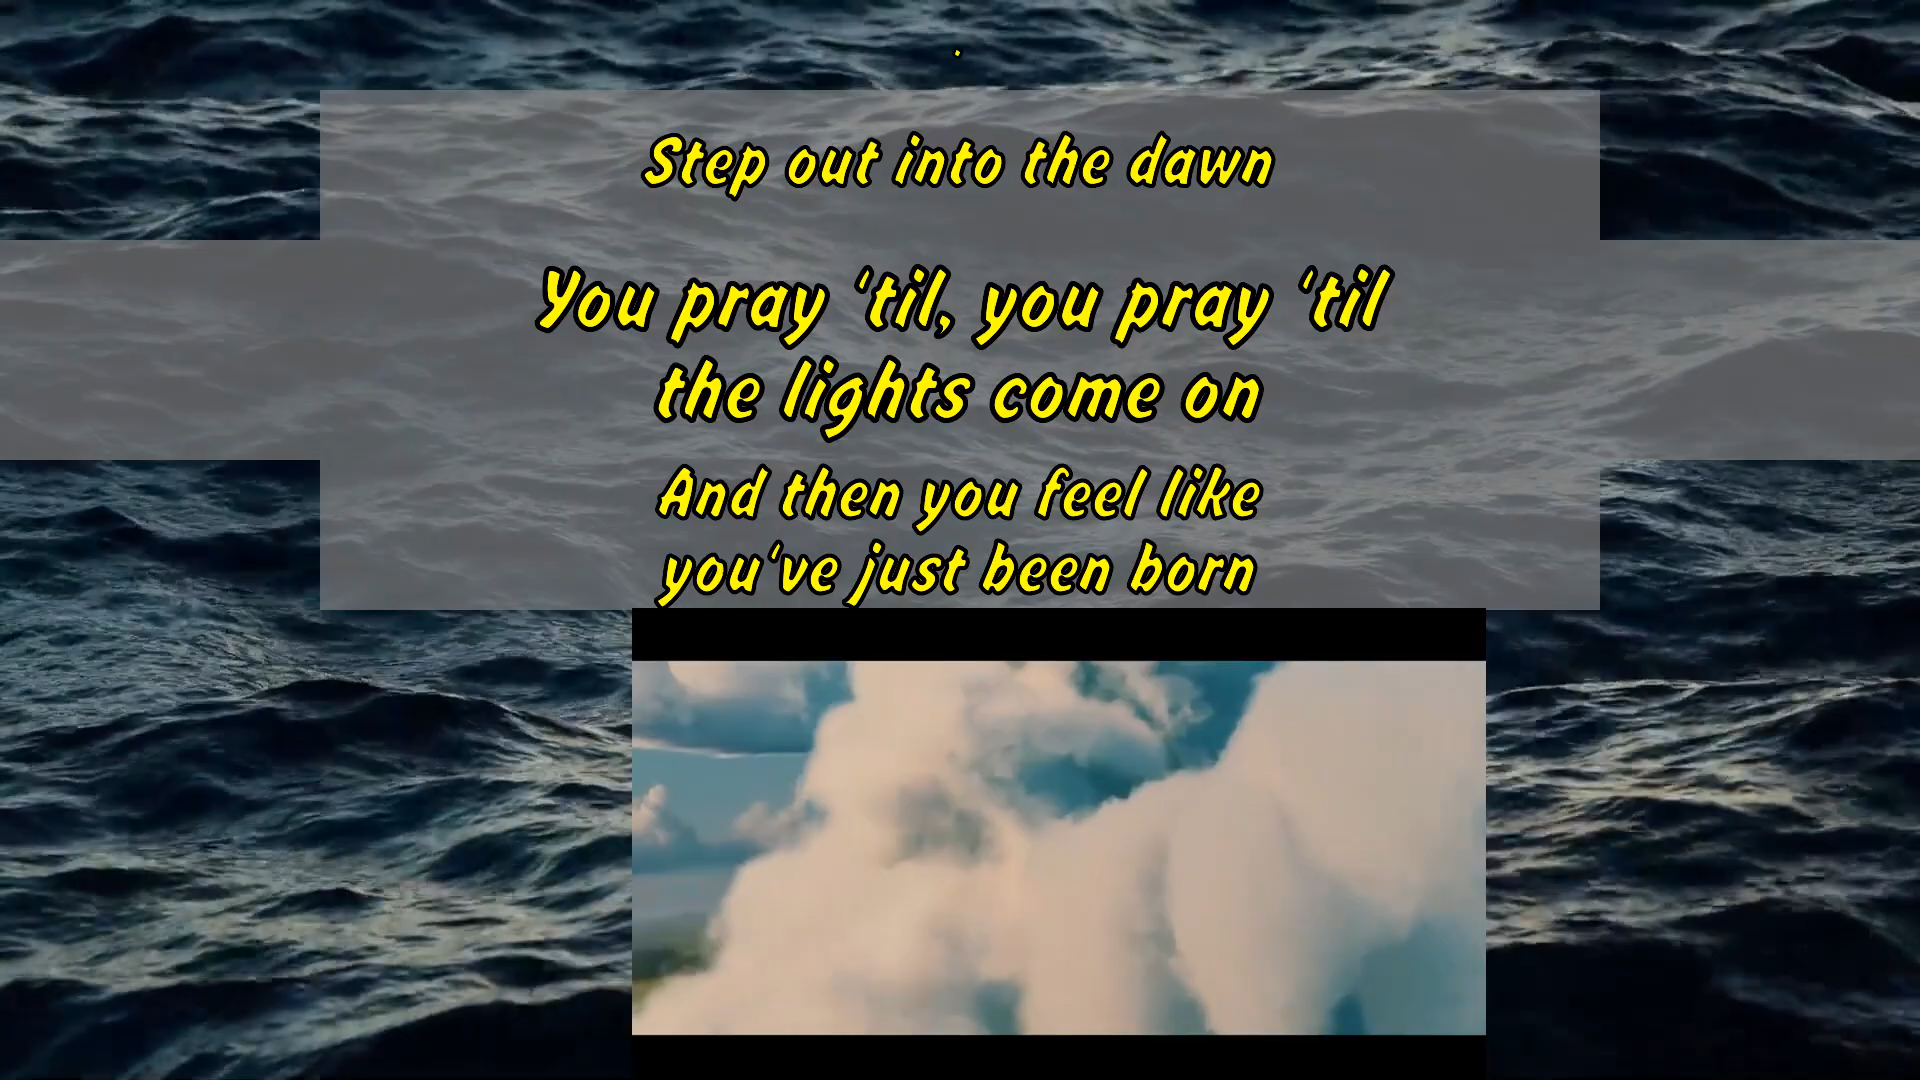 Step out into the dawn
You pray 'til, you pray 'til
the lights come on
And then you feel like
you've just been born